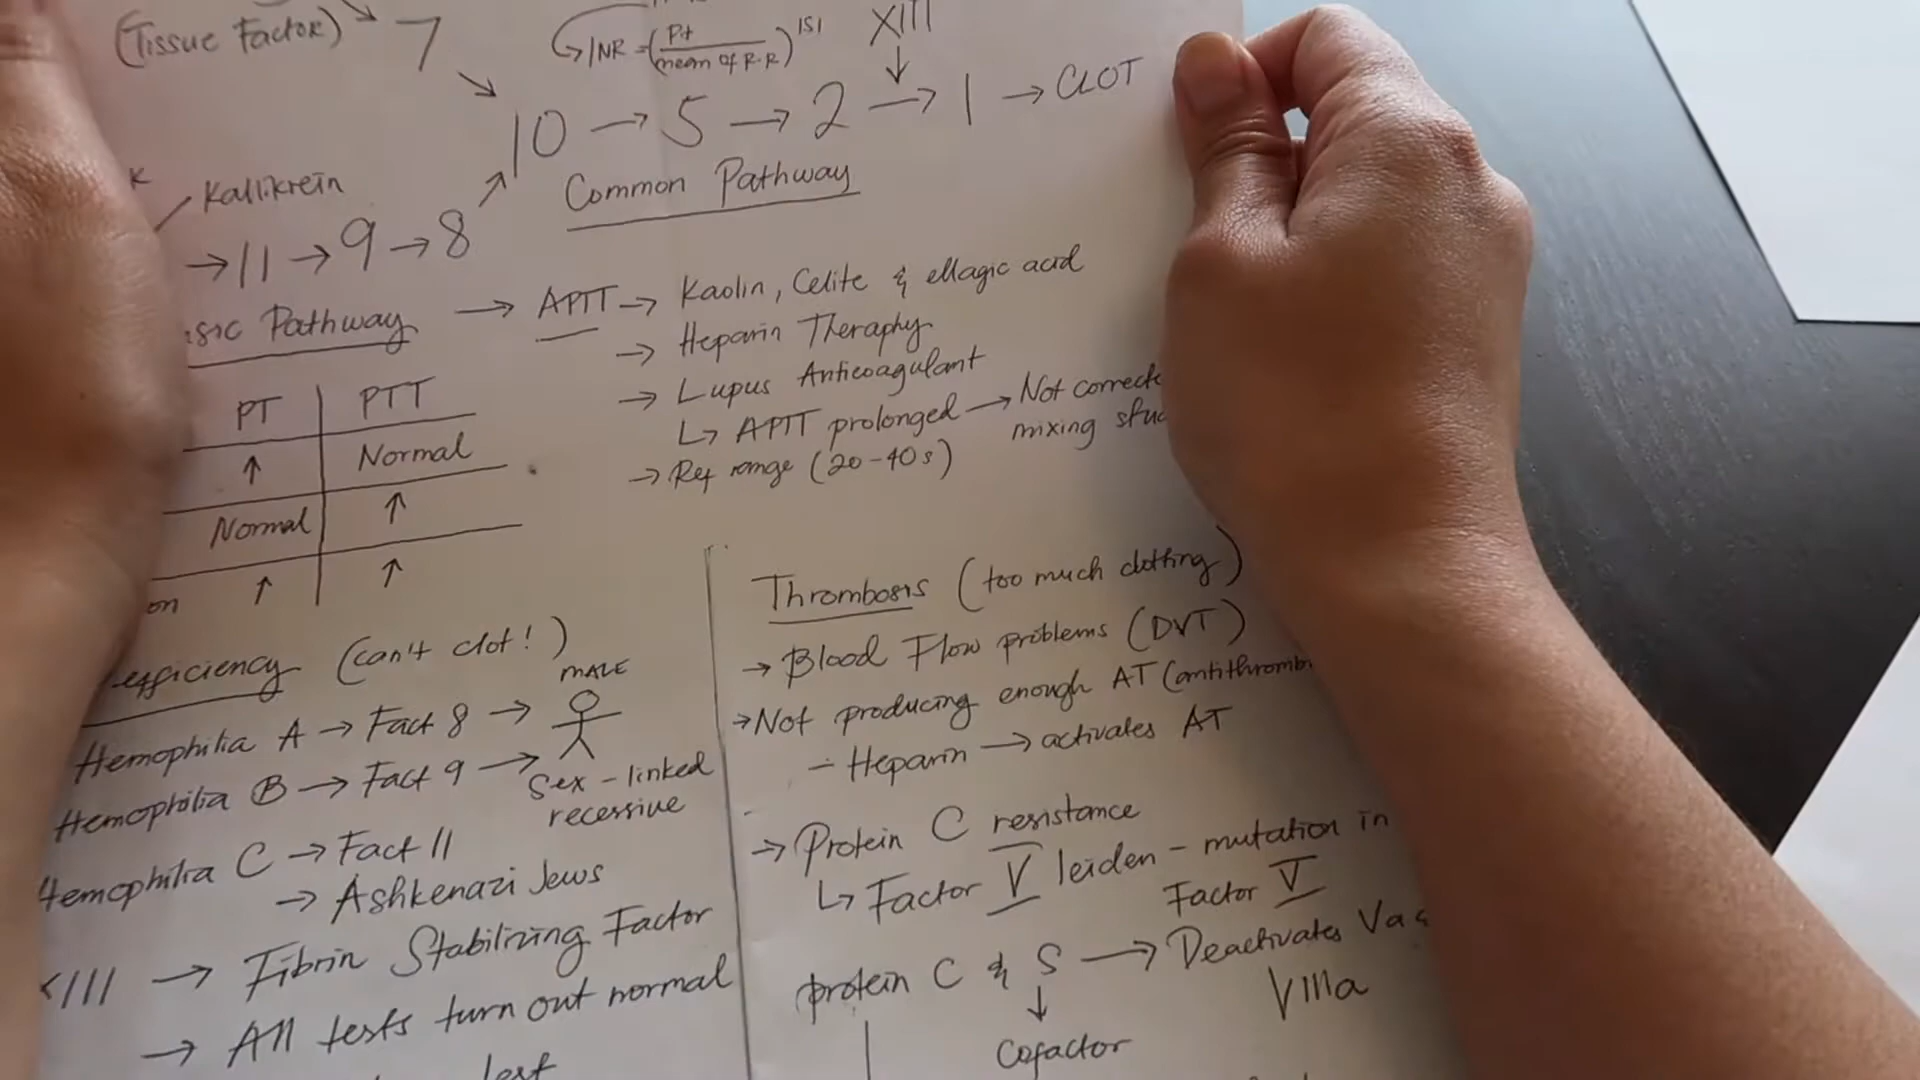 (Tissue Factor) → 7
→ INR = (Pt / mean of R.R) ISI
XIII
10 → 5 → 2 → 1 → CLOT
Common Pathway
Kallikrein
→ 11 → 9 → 8
Pathway → APTT → Kaolin, Celite & ellagic acid
→ Heparin Theraphy
→ Lupus Anticoagulant
↳ APTT prolonged → Not
mixing
→ Ref range (20-40s)
PT | PTT
↑ | Normal
Normal | ↑
↑ | ↑
(can't clot!)
MALE
Hemophilia A → Fact 8 →
Hemophilia B → Fact 9 →
Sex-linked
recessive
Hemophilia C → Fact 11
→ Ashkenazi Jews
→ Fibrin Stabilizing Factor
→ All tests turn out normal
test
Thrombosis (too much clotting)
→ Blood Flow problems (DVT)
→ Not producing enough AT (antithrombi
- Heparin → activates AT
→ Protein C resistance
↳ Factor V leiden - mutation in
Factor V
protein C & S → Deactivates Va &
VIIIa
↓
Cofactor